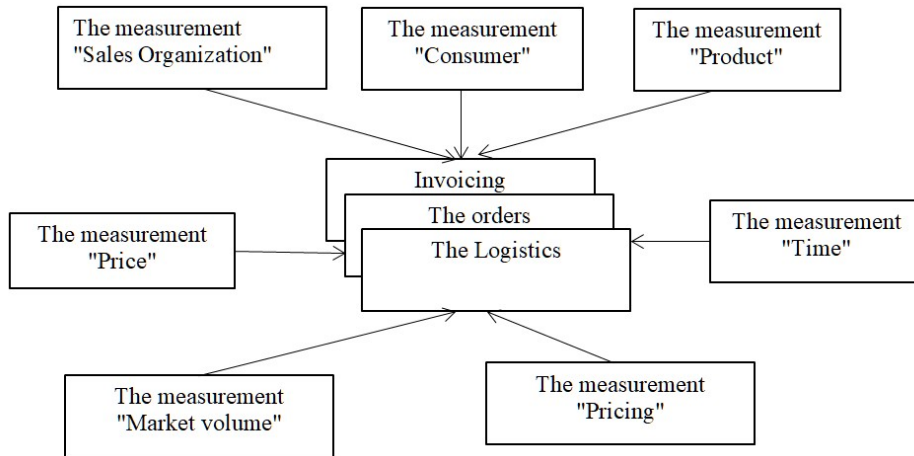 The measurement
"Sales Organization"
The measurement
"Consumer"
The measurement
"Product"
Invoicing
The orders
The Logistics
The measurement
"Price"
The measurement
"Time"
The measurement
"Market volume"
The measurement
"Pricing"